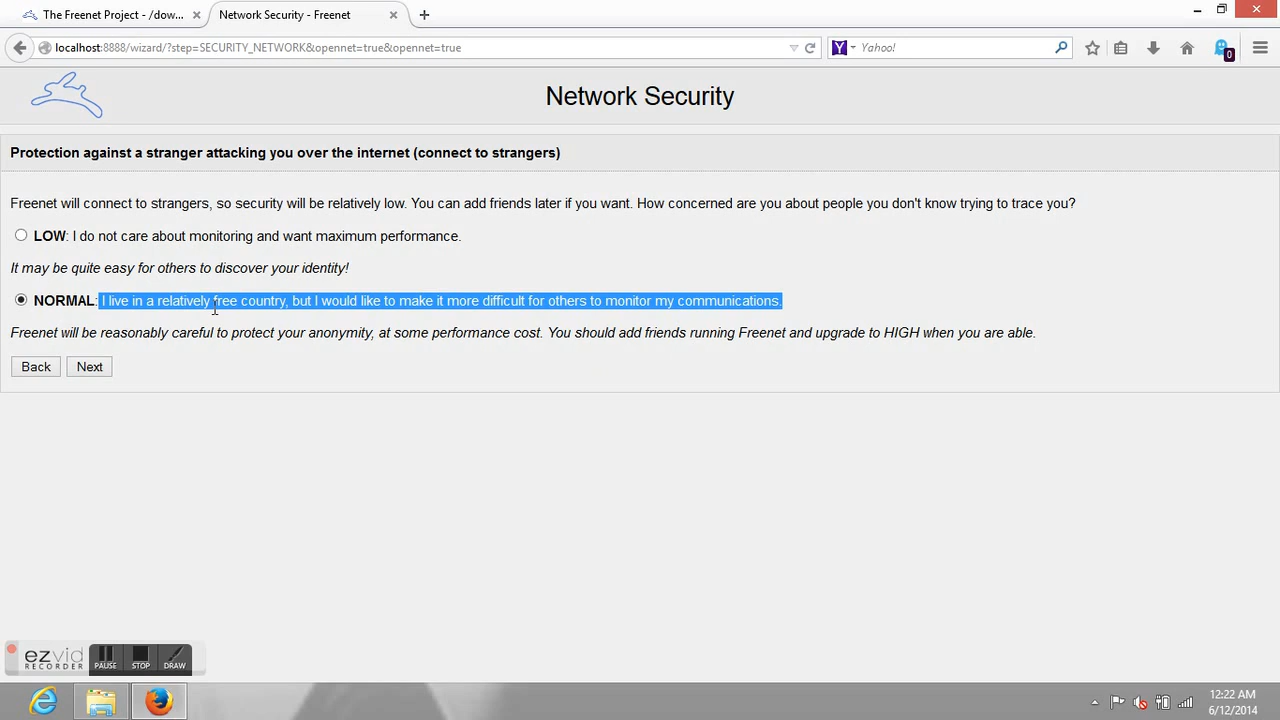 The Freenet Project - /dow...
Network Security - Freenet
localhost:8888/wizard/?step=SECURITY_NETWORK&opennet=true&opennet=true
Yahoo!
0
Network Security
Protection against a stranger attacking you over the internet (connect to strangers)
Freenet will connect to strangers, so security will be relatively low. You can add friends later if you want. How concerned are you about people you don't know trying to trace you?
LOW: I do not care about monitoring and want maximum performance.
It may be quite easy for others to discover your identity!
NORMAL: I live in a relatively free country, but I would like to make it more difficult for others to monitor my communications.
Freenet will be reasonably careful to protect your anonymity, at some performance cost. You should add friends running Freenet and upgrade to HIGH when you are able.
Back Next
ezvid
RECORDER
PAUSE STOP DRAW
12:22 AM
6/12/2014